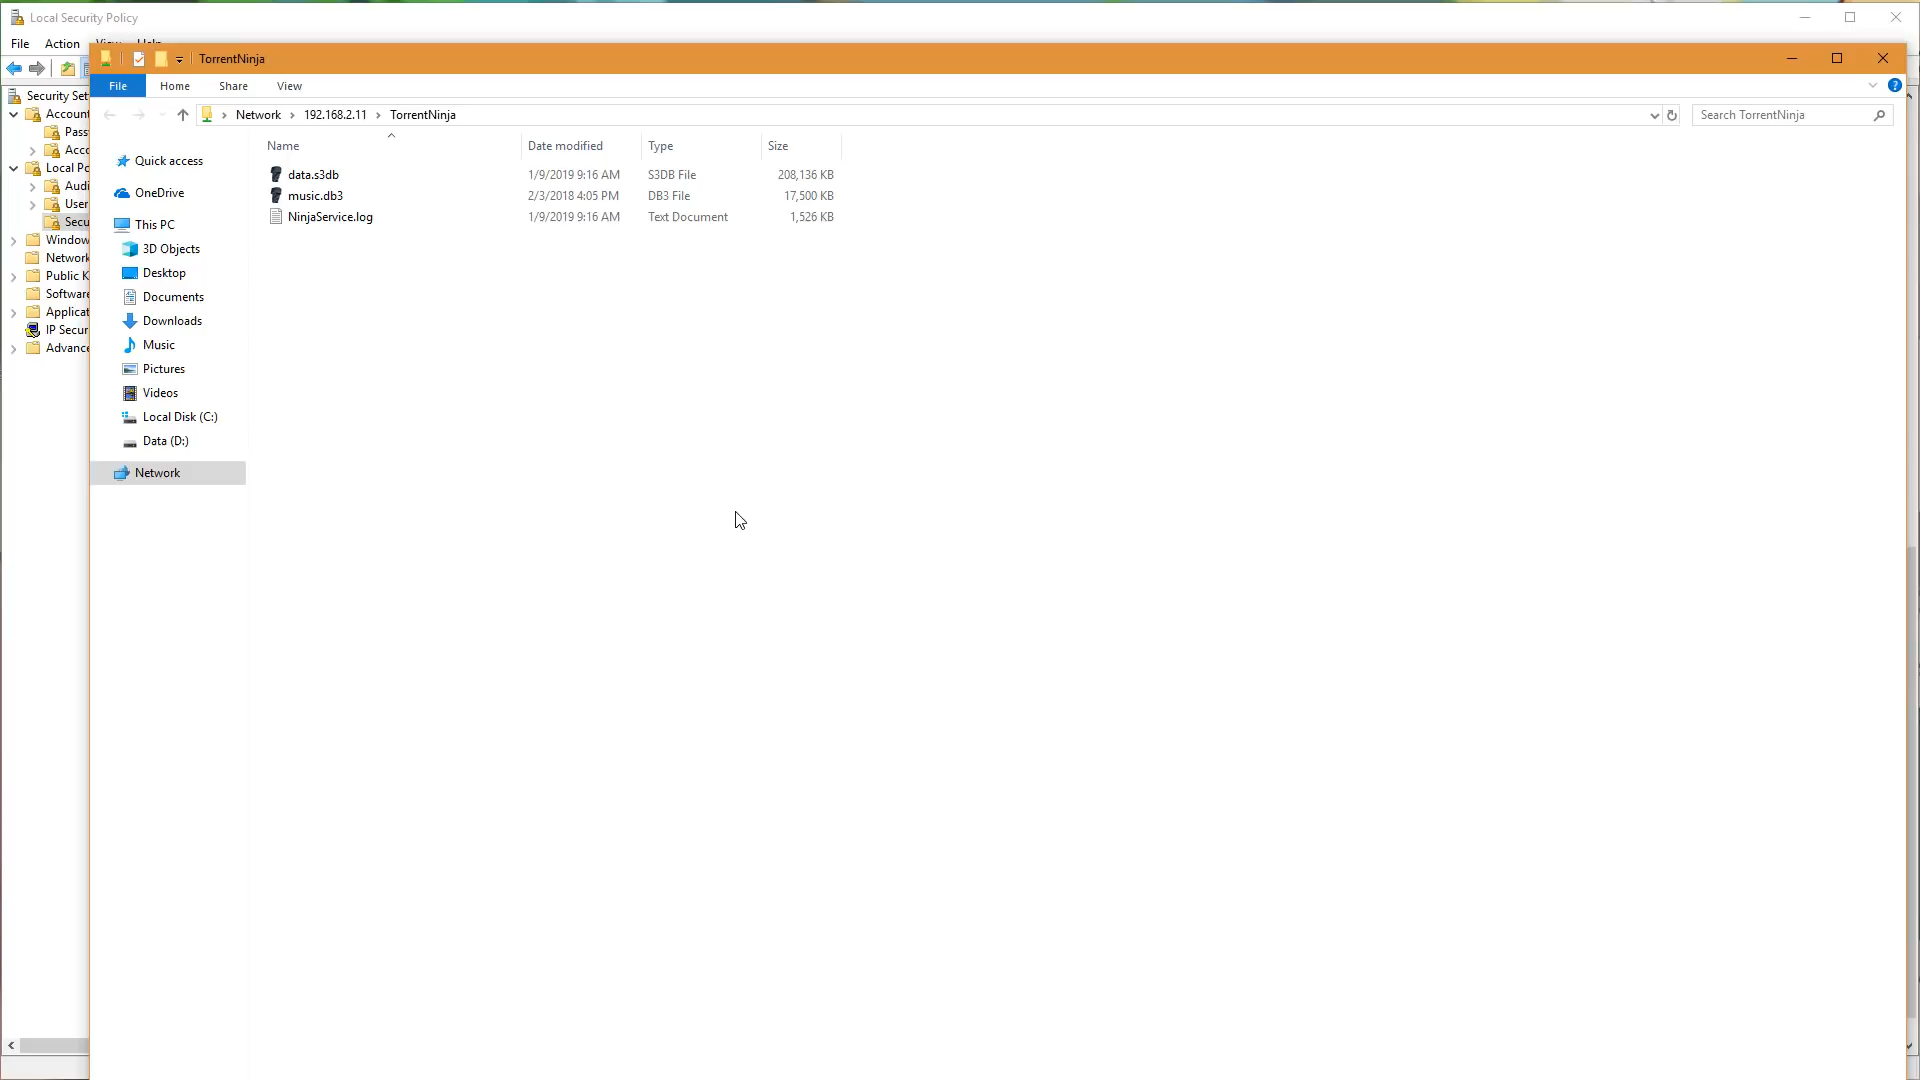 Local Security Policy
File Action View Help
TorrentNinja
File Home Share View
Network 192.168.2.11 TorrentNinja
Search TorrentNinja
Security Set
Account
Pass
Acco
Local Po
Audi
User
Secu
Window
Network
Public K
Software
Applicat
IP Secur
Advance
Quick access
OneDrive
This PC
3D Objects
Desktop
Documents
Downloads
Music
Pictures
Videos
Local Disk (C:)
Data (D:)
Network
Name Date modified Type Size
data.s3db 1/9/2019 9:16 AM S3DB File 208,136 KB
music.db3 2/3/2018 4:05 PM DB3 File 17,500 KB
NinjaService.log 1/9/2019 9:16 AM Text Document 1,526 KB